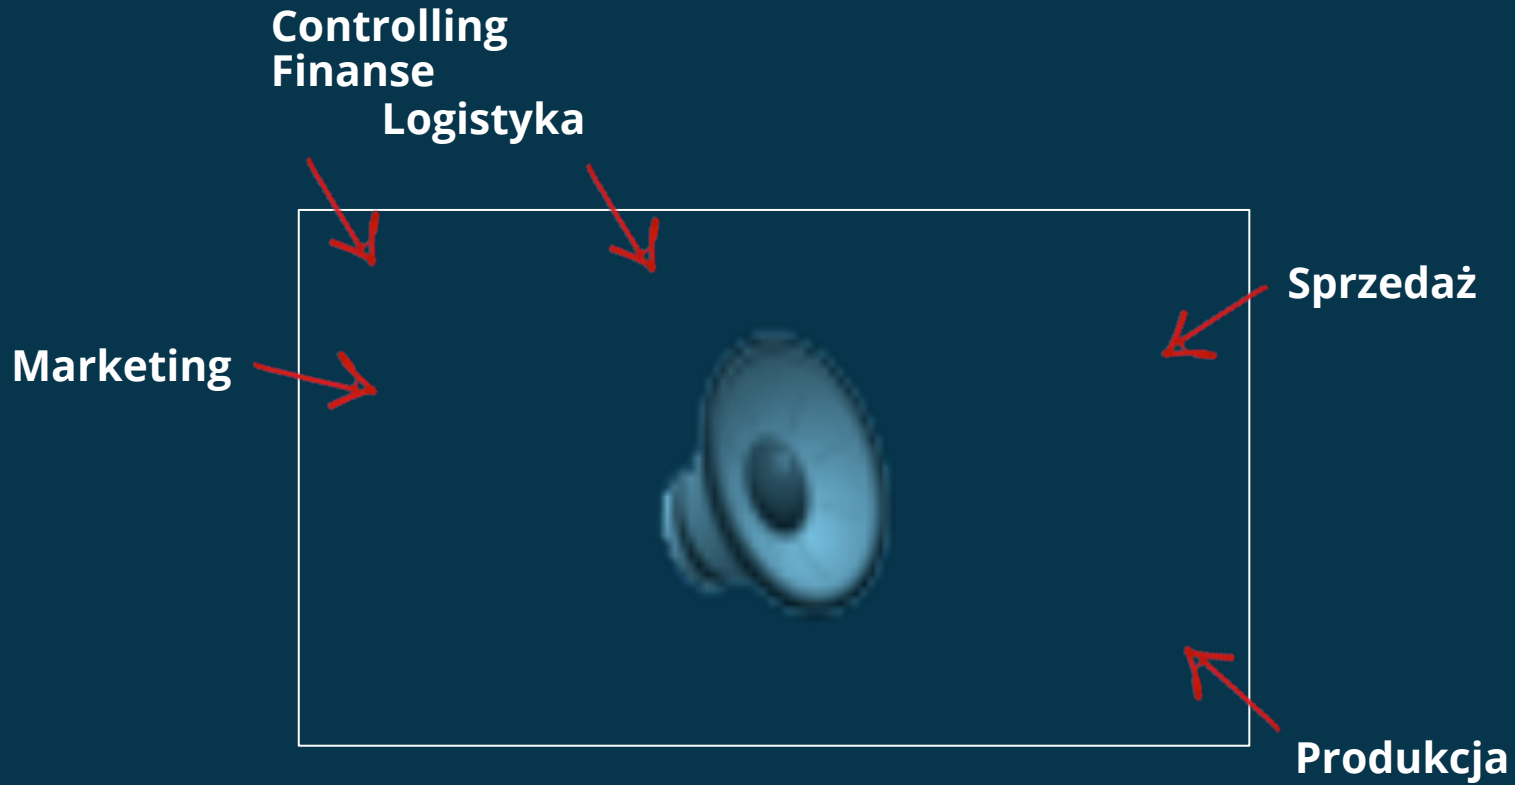 Controlling
Finanse
Logistyka
Sprzedaż
Marketing
Produkcja